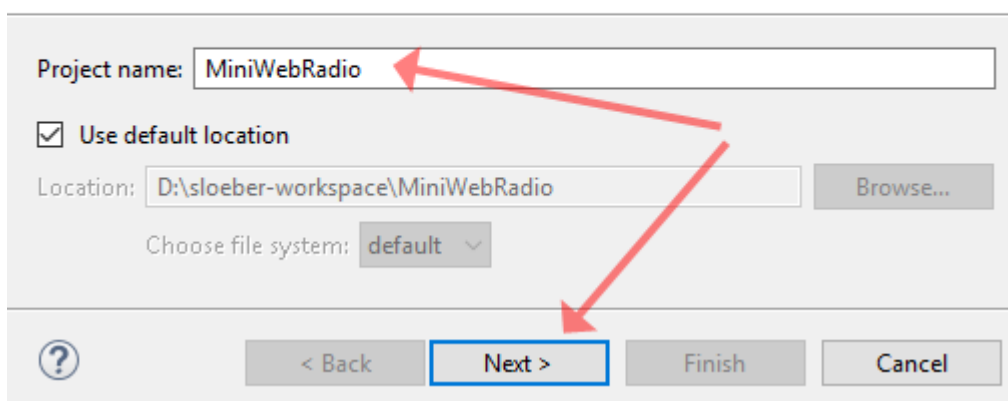 Project name: MiniWebRadio
Use default location
Location: D:\sloeber-workspace\MiniWebRadio Browse...
Choose file system: default
? < Back Next > Finish Cancel